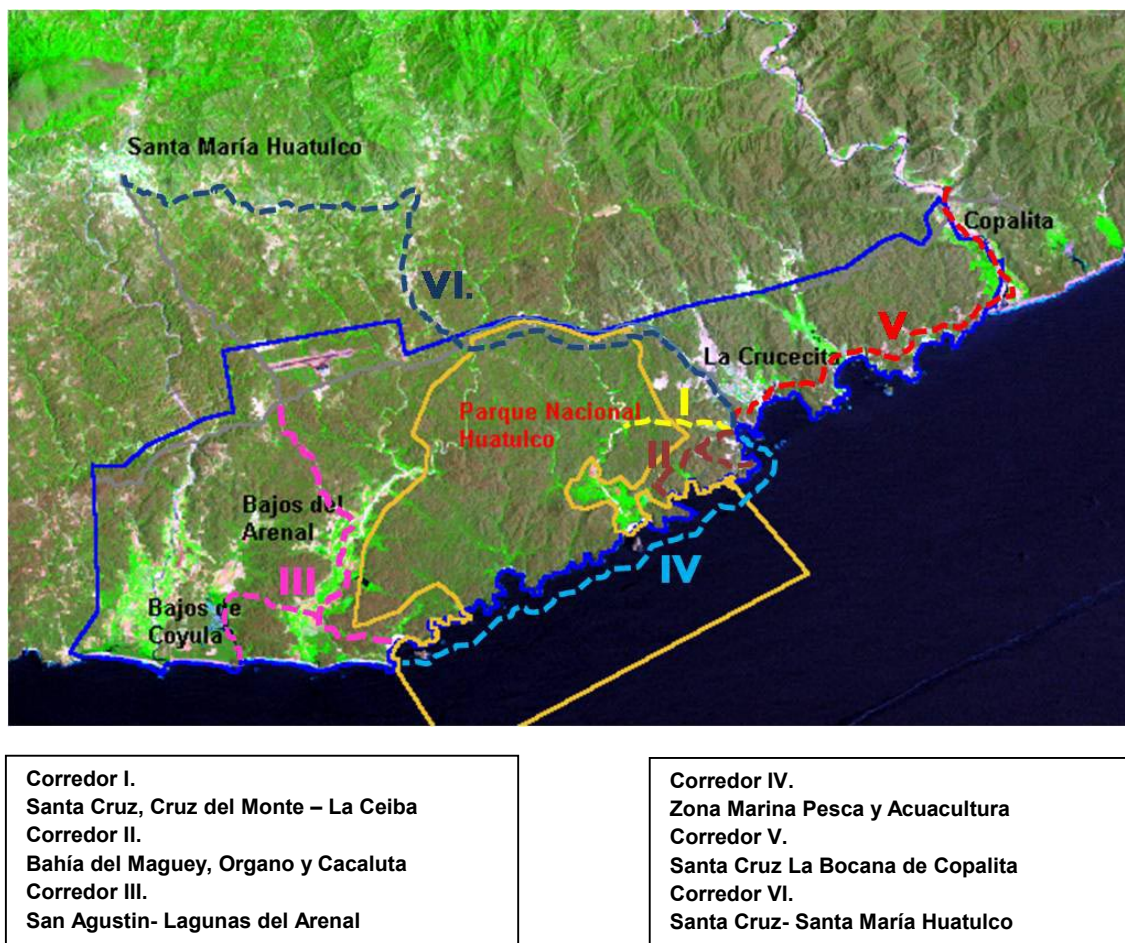 Santa María Huatulco
Copalita
VI.
V
La Crucecita
I
Parque Nacional
Huatulco
II
Bajos del
Arenal
IV
III
Bajos de
Coyula
Corredor I.
Santa Cruz, Cruz del Monte – La Ceiba
Corredor II.
Bahía del Maguey, Organo y Cacaluta
Corredor III.
San Agustin- Lagunas del Arenal
Corredor IV.
Zona Marina Pesca y Acuacultura
Corredor V.
Santa Cruz La Bocana de Copalita
Corredor VI.
Santa Cruz- Santa María Huatulco